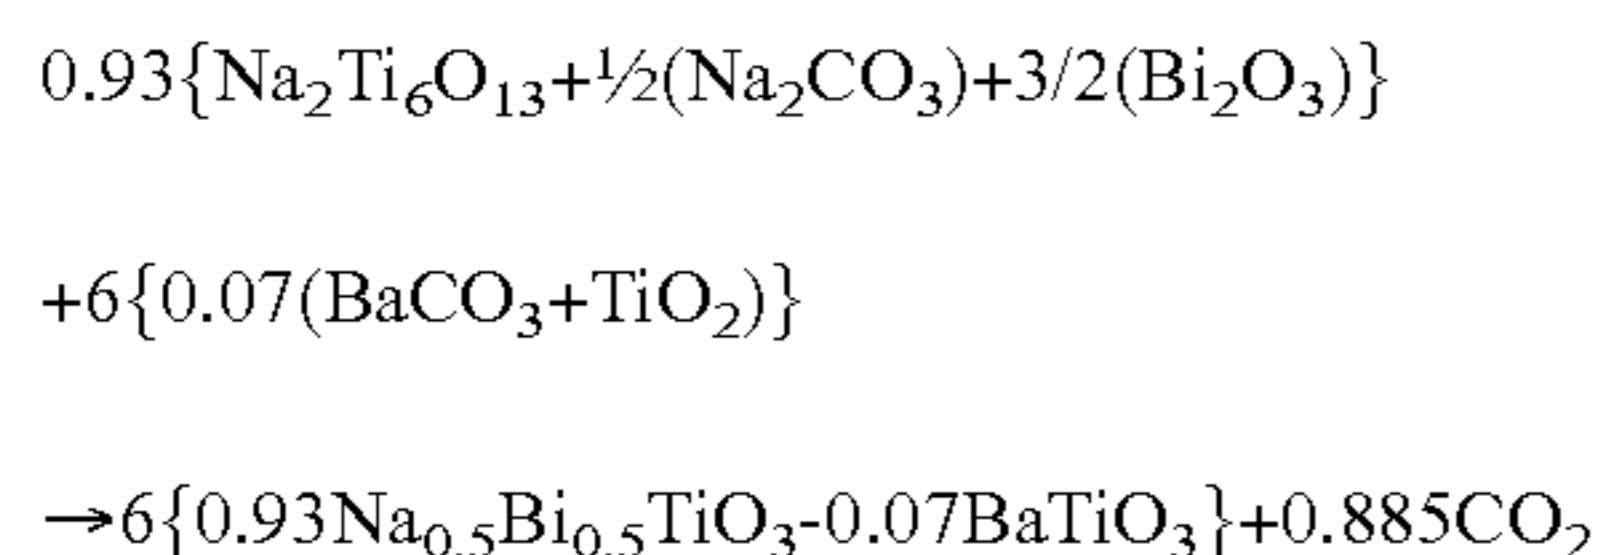 0.93{Na₂Ti₆O₁₃+½(Na₂CO₃)+3/2(Bi₂O₃)}
+6{0.07(BaCO₃+TiO₂)}
→6{0.93Na₀.₅Bi₀.₅TiO₃-0.07BaTiO₃}+0.885CO₂